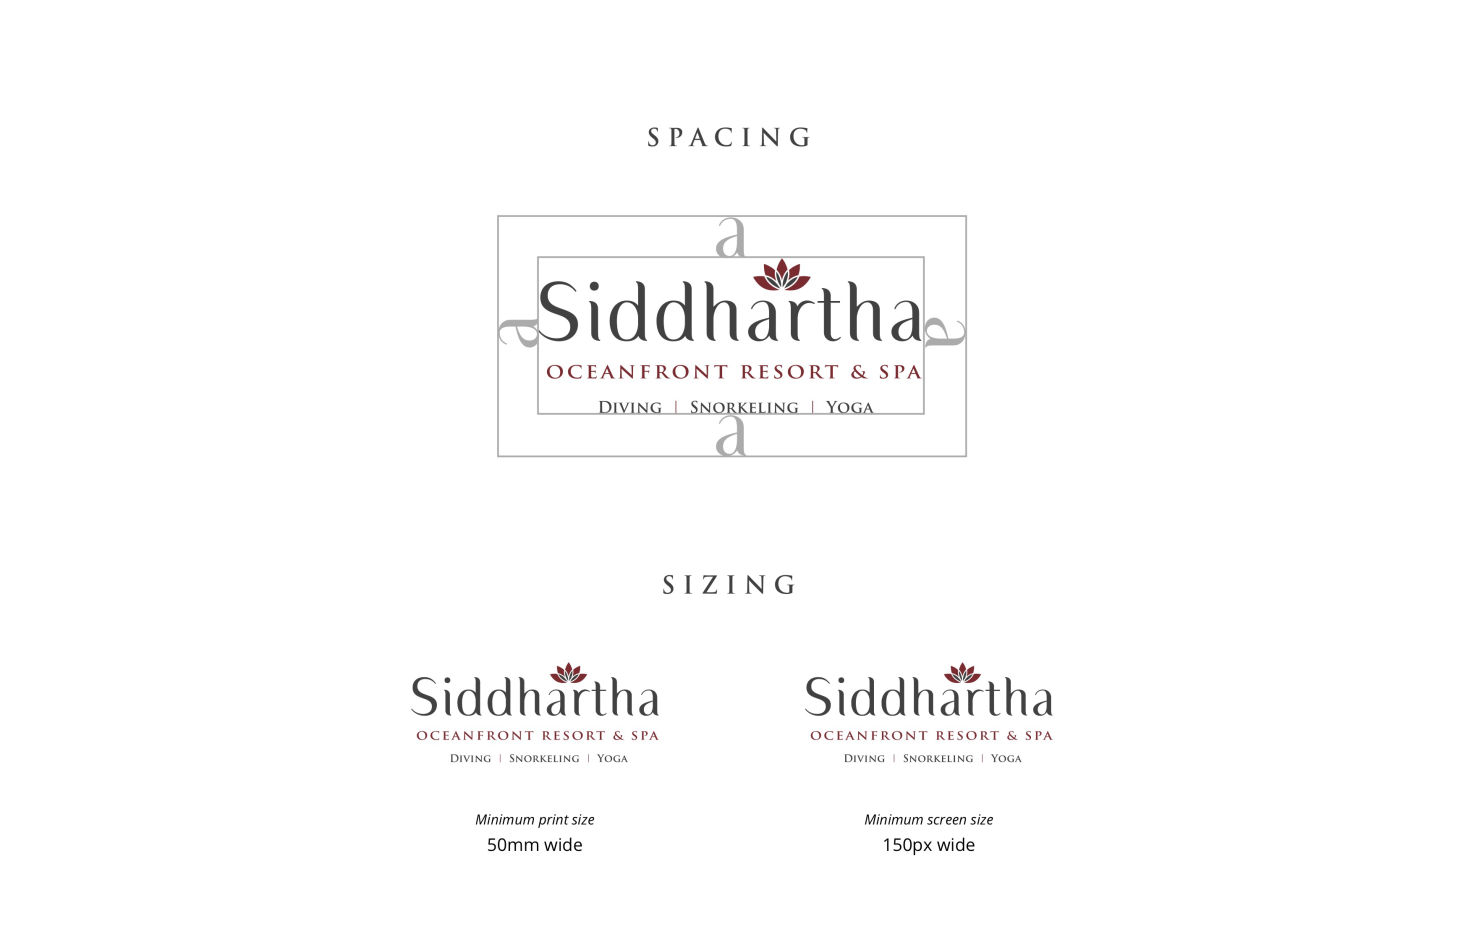 SPACING
a
Siddhartha
a
a
OCEANFRONT RESORT & SPA
DIVING | SNORKELING | YOGA
a
SIZING
Siddhartha
OCEANFRONT RESORT & SPA
DIVING | SNORKELING | YOGA
Minimum print size
50mm wide
Siddhartha
OCEANFRONT RESORT & SPA
DIVING | SNORKELING | YOGA
Minimum screen size
150px wide